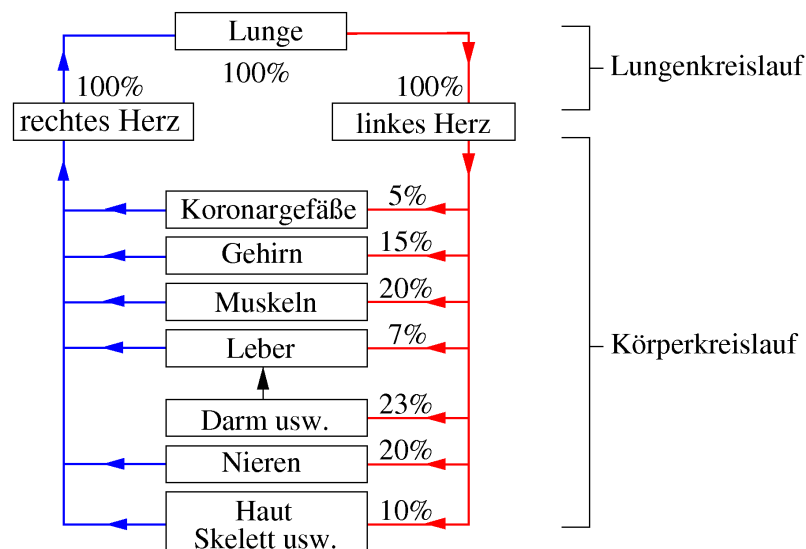 Lunge
100%
100%
100%
Lungenkreislauf
rechtes Herz
linkes Herz
Koronargefäße
5%
Gehirn
15%
Muskeln
20%
Leber
7%
Körperkreislauf
Darm usw.
23%
Nieren
20%
Haut
Skelett usw.
10%